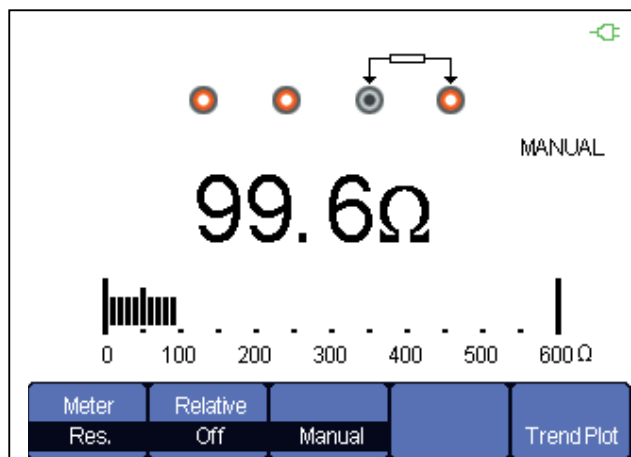 MANUAL
99.6Ω
0 100 200 300 400 500 600Ω
Meter Relative
Res. Off Manual Trend Plot